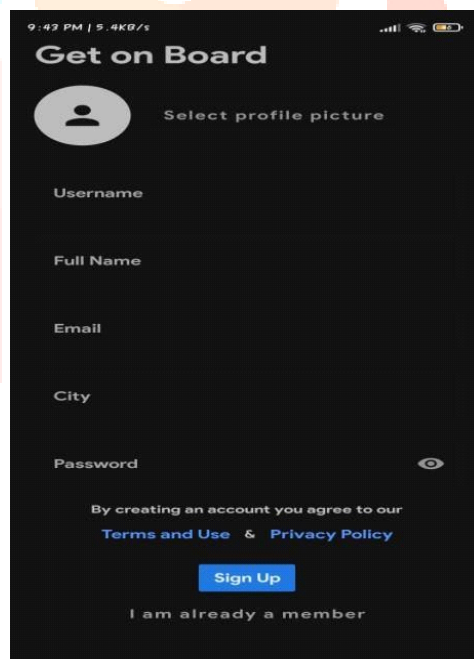 9:43 PM | 5.4KB/s
Get on Board
Select profile picture
Username
Full Name
Email
City
Password
By creating an account you agree to our
Terms and Use & Privacy Policy
Sign Up
I am already a member